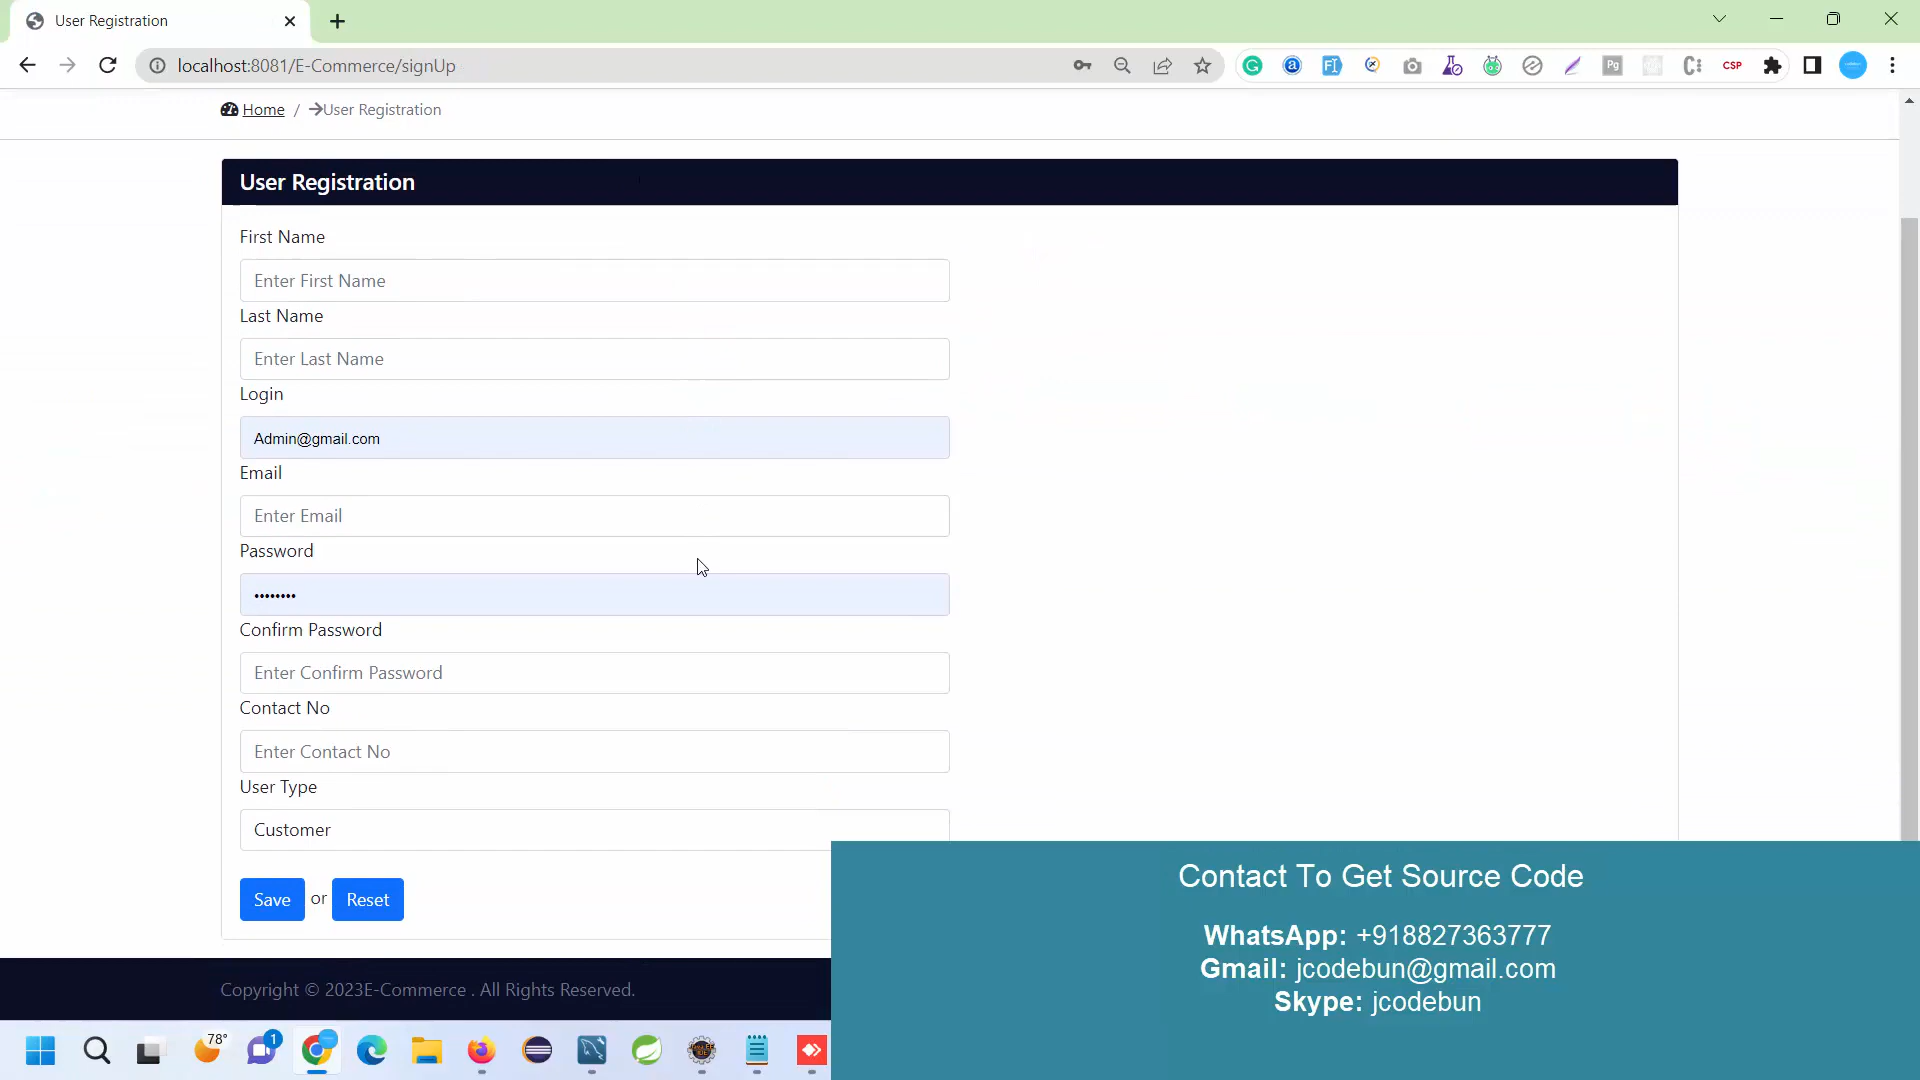 User Registration
localhost:8081/E-Commerce/signUp
CSP
Home / →User Registration
User Registration
First Name
Enter First Name
Last Name
Enter Last Name
Login
Admin@gmail.com
Email
Enter Email
Password
••••••••
Confirm Password
Enter Confirm Password
Contact No
Enter Contact No
User Type
Customer
Save or Reset
Contact To Get Source Code
WhatsApp: +918827363777
Gmail: jcodebun@gmail.com
Skype: jcodebun
Copyright © 2023E-Commerce . All Rights Reserved.
78°
1